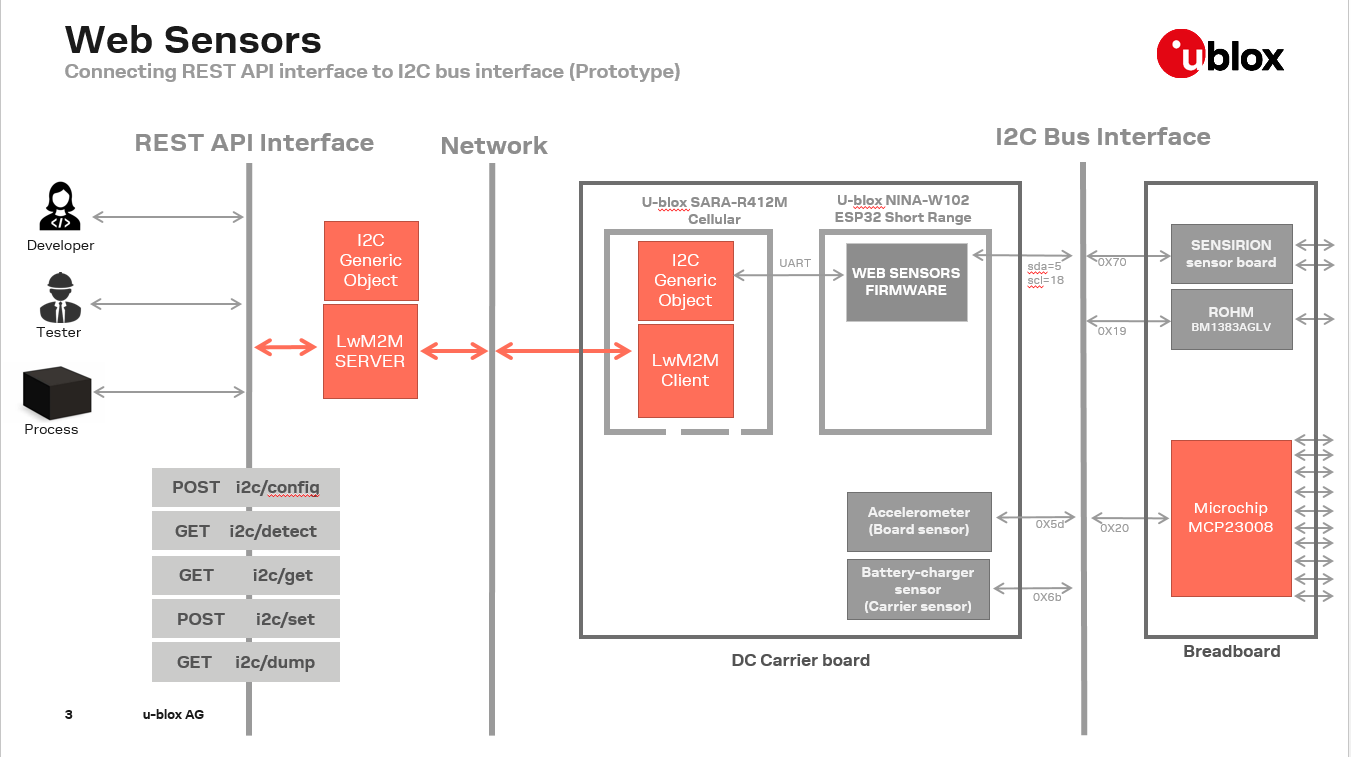 Web Sensors
Connecting REST API interface to I2C bus interface (Prototype)
ublox
REST API Interface
Network
I2C Bus Interface
Developer
Tester
Process
I2C
Generic
Object
LwM2M
SERVER
U-blox SARA-R412M
Cellular
I2C
Generic
Object
LwM2M
Client
UART
U-blox NINA-W102
ESP32 Short Range
WEB SENSORS
FIRMWARE
sda=5
scl=18
0X70
SENSIRION
sensor board
0X19
ROHM
BM1383AGLV
Accelerometer
(Board sensor)
0X5d
0X20
Microchip
MCP23008
Battery-charger
sensor
(Carrier sensor)
0X6b
DC Carrier board
Breadboard
POST i2c/config
GET i2c/detect
GET i2c/get
POST i2c/set
GET i2c/dump
3 u-blox AG